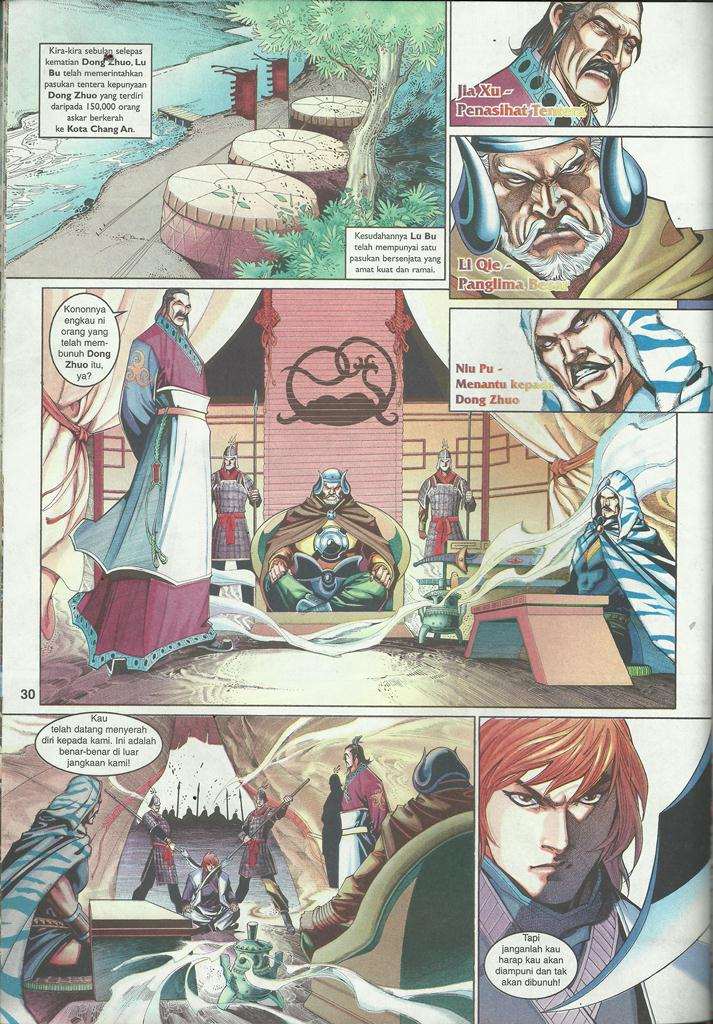 Kira-kira sebulan selepas
kematian Dong Zhuo, Lu
Bu telah memerintahkan
pasukan tentera kepunyaan
Dong Zhuo yang terdiri
daripada 150,000 orang
askar berkerah
ke Kota Chang An.
Kesudahannya Lu Bu
telah mempunyai satu
pasukan bersenjata yang
amat kuat dan ramai.
Jia Xu -
Penasihat Tentera
Li Qie -
Panglima Besar
Niu Pu -
Menantu kepada
Dong Zhuo
Kononnya
engkau ni
orang yang
telah mem-
bunuh Dong
Zhuo itu,
ya?
30
Kau
telah datang menyerah
diri kepada kami. Ini adalah
benar-benar di luar
jangkaan kami!
Tapi
janganlah kau
harap kau akan
diampuni dan tak
akan dibunuh!